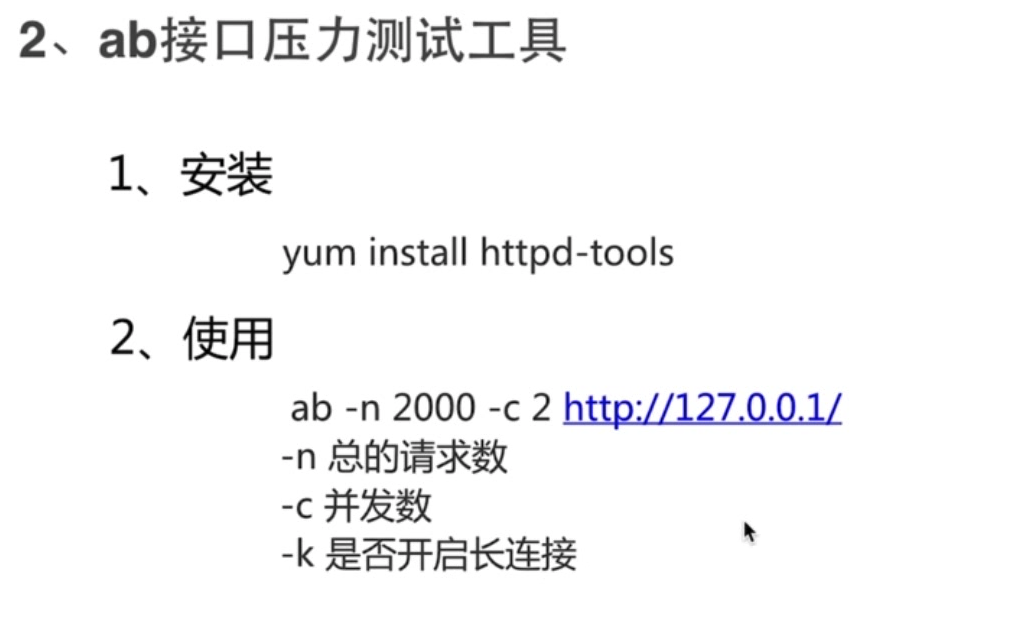 2、ab接口压力测试工具
1、安装
yum install httpd-tools
2、使用
ab -n 2000 -c 2 http://127.0.0.1/
-n 总的请求数
-c 并发数
-k 是否开启长连接